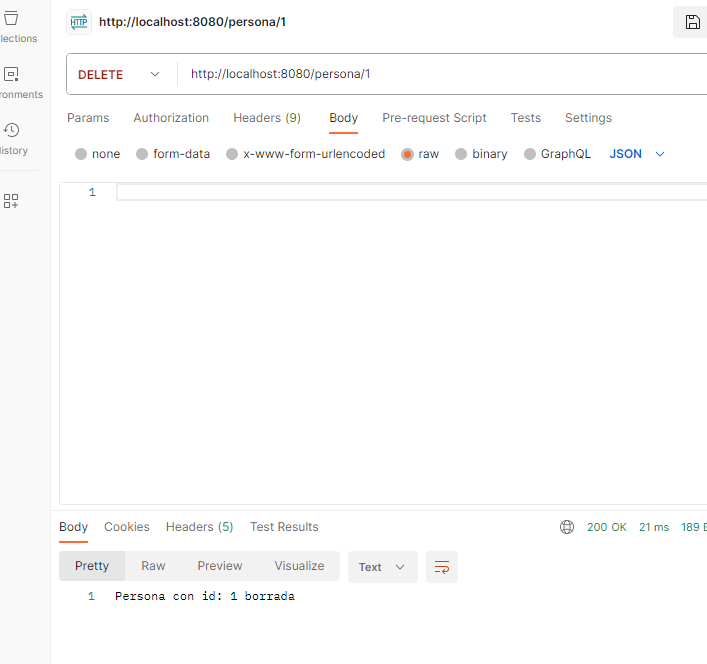 HTTP http://localhost:8080/persona/1
DELETE http://localhost:8080/persona/1
lections
ronments
istory
Params Authorization Headers (9) Body Pre-request Script Tests Settings
none form-data x-www-form-urlencoded raw binary GraphQL JSON
1
Body Cookies Headers (5) Test Results 200 OK 21 ms 189 B
Pretty Raw Preview Visualize Text
1 Persona con id: 1 borrada